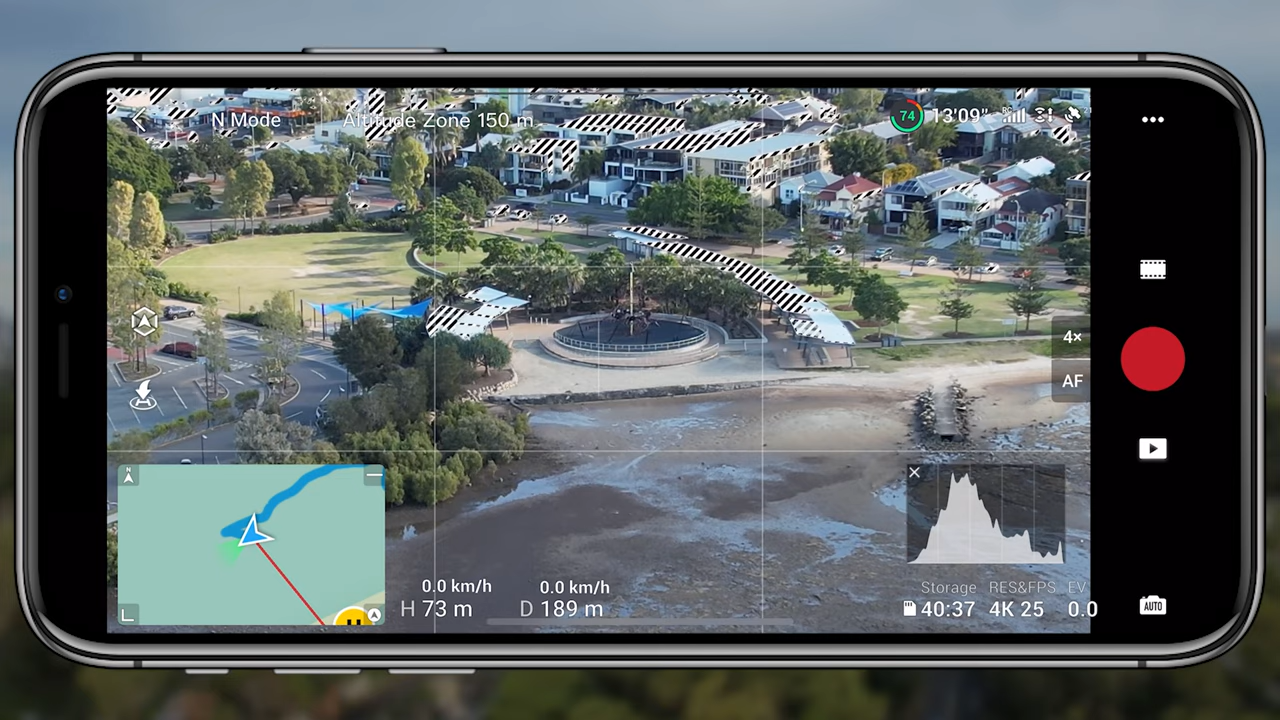 N Mode
Altitude Zone 150 m
74
13'09"
RC
4×
AF
N
H
0.0 km/h
0.0 km/h
H 73 m
D 189 m
Storage
RES&FPS
EV
40:37
4K 25
0.0
AUTO